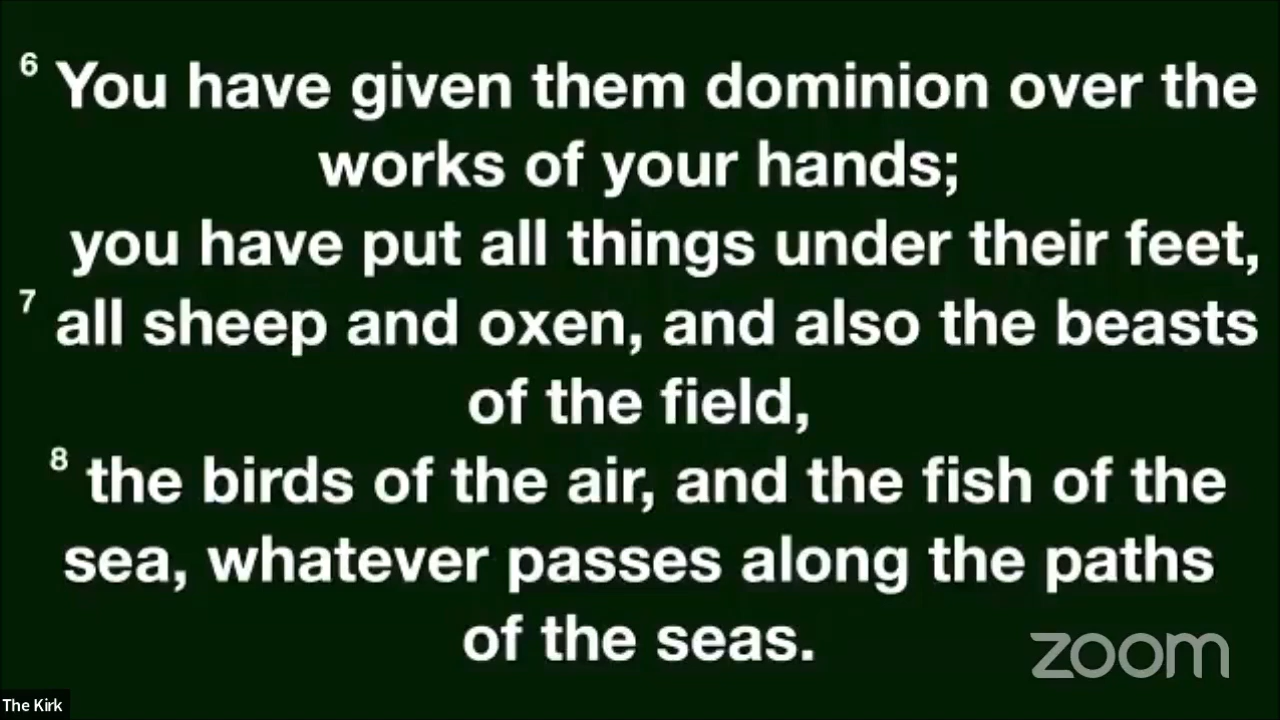 6 You have given them dominion over the
works of your hands;
you have put all things under their feet,
7 all sheep and oxen, and also the beasts
of the field,
8 the birds of the air, and the fish of the
sea, whatever passes along the paths
of the seas.
zoom
The Kirk